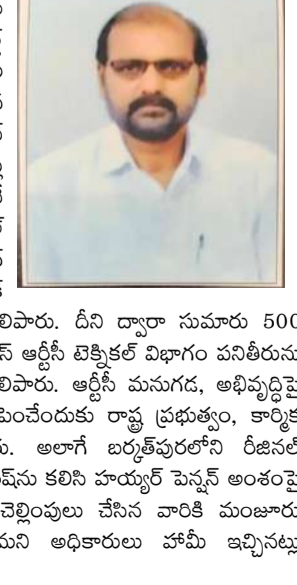 లిపారు. దీని ద్వారా సుమారు 500
స్ ఆర్టీసీ టెక్నికల్ విభాగం పనితీరును
లిపారు. ఆర్టీసీ మనుగడ, అభివృద్ధిపై
పించేందుకు రాష్ట్ర ప్రభుత్వం, కార్మిక
రు. అలాగే బర్కత్‌పురలోని రీజినల్
ష్‌ను కలిసి హయ్యర్ పెన్షన్ అంశంపై
చెల్లింపులు చేసిన వారికి మంజూరు
మని అధికారులు హామీ ఇచ్చినట్లు